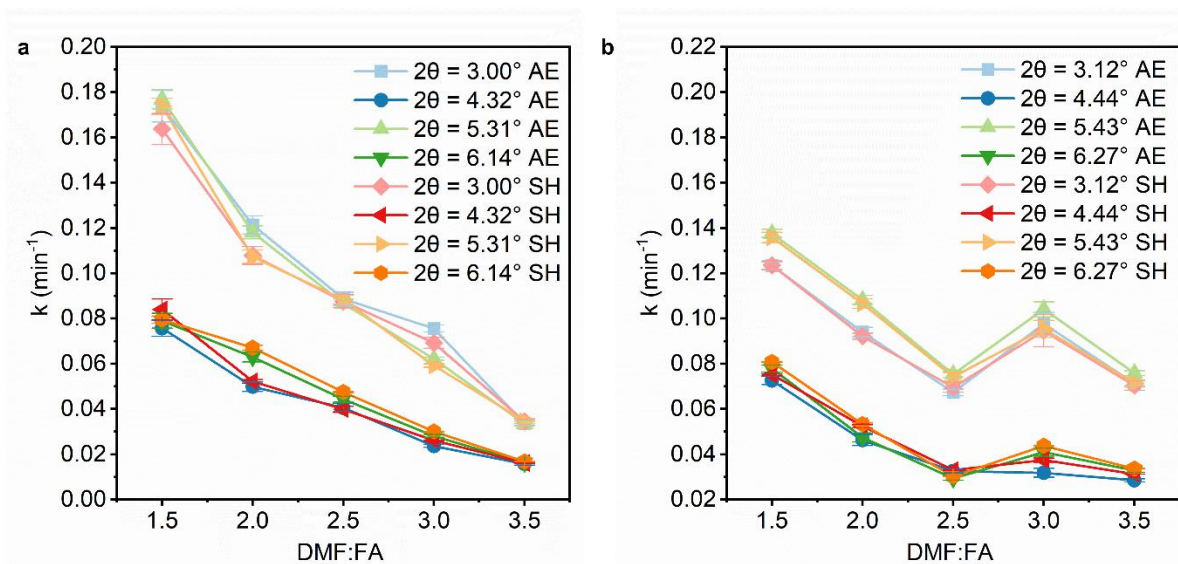 a
0.20
0.18
0.16
0.14
0.12
0.10
0.08
0.06
0.04
0.02
0.00
k (min⁻¹)
2θ = 3.00° AE
2θ = 4.32° AE
2θ = 5.31° AE
2θ = 6.14° AE
2θ = 3.00° SH
2θ = 4.32° SH
2θ = 5.31° SH
2θ = 6.14° SH
1.5 2.0 2.5 3.0 3.5
DMF:FA
b
0.22
0.20
0.18
0.16
0.14
0.12
0.10
0.08
0.06
0.04
0.02
k (min⁻¹)
2θ = 3.12° AE
2θ = 4.44° AE
2θ = 5.43° AE
2θ = 6.27° AE
2θ = 3.12° SH
2θ = 4.44° SH
2θ = 5.43° SH
2θ = 6.27° SH
1.5 2.0 2.5 3.0 3.5
DMF:FA